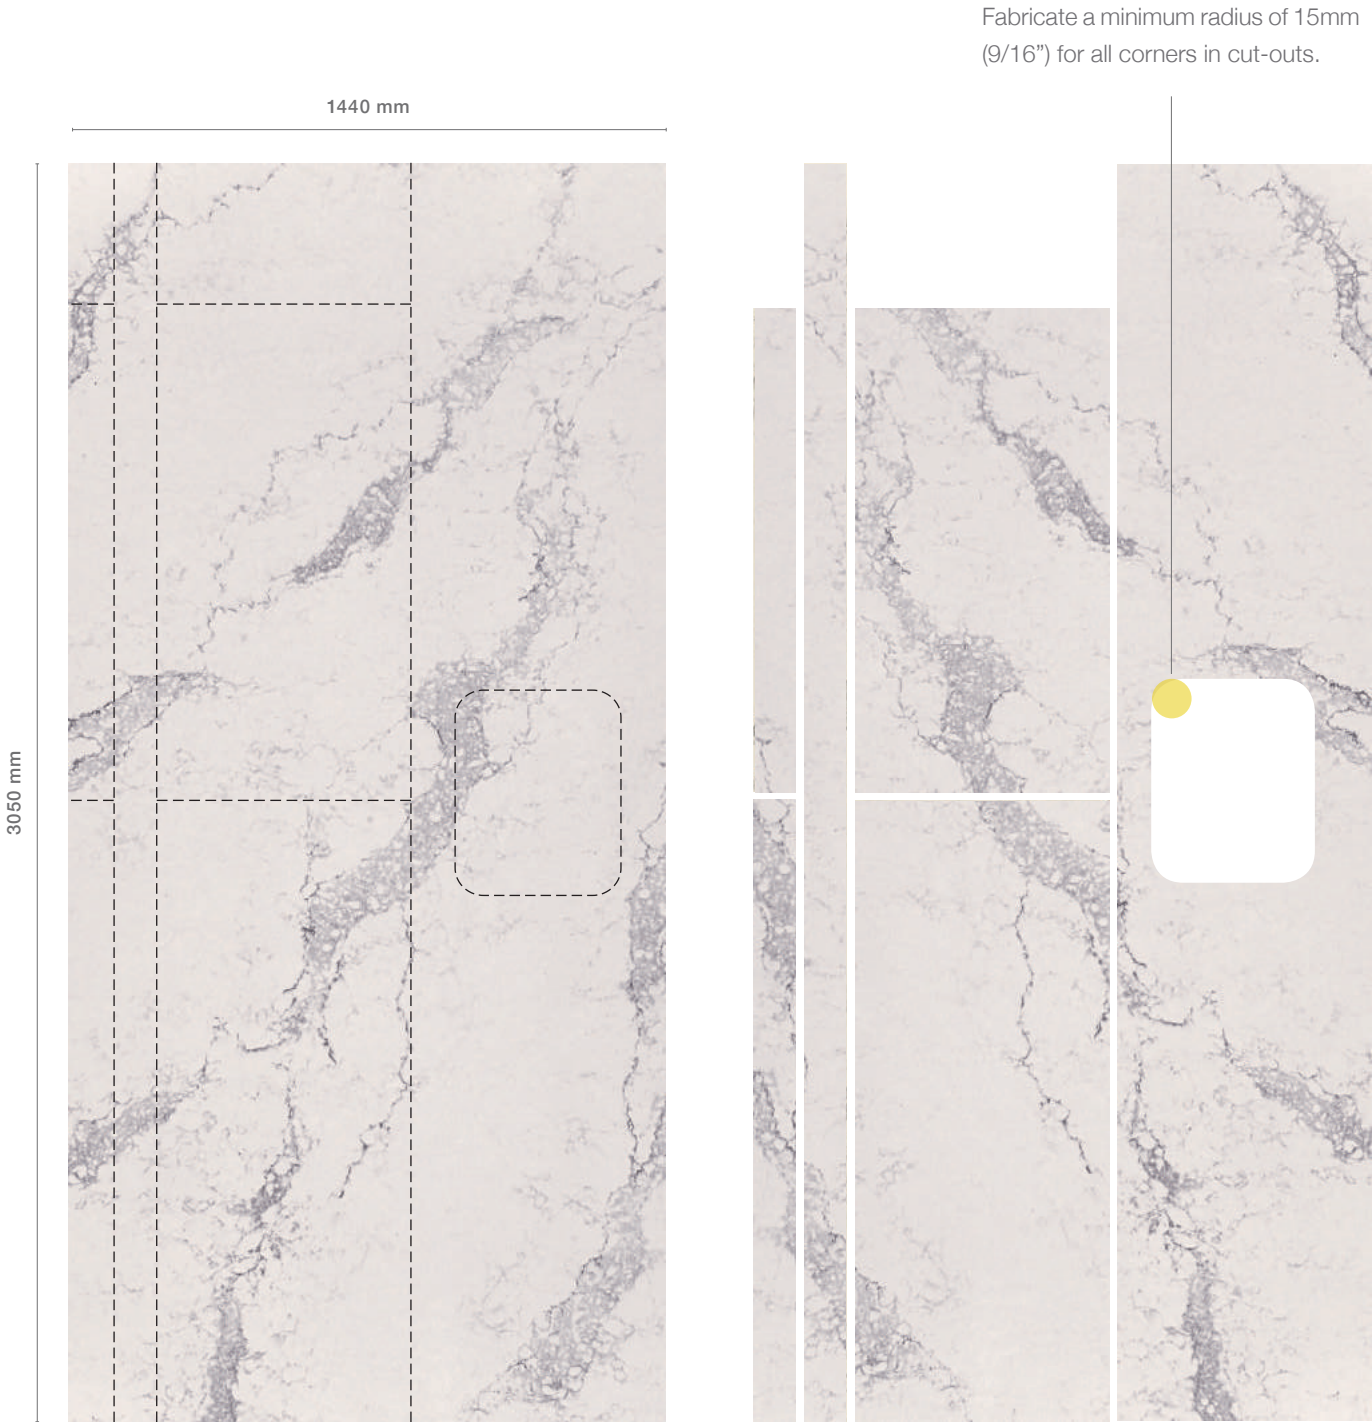 Fabricate a minimum radius of 15mm
(9/16”) for all corners in cut-outs.
1440 mm
3050 mm